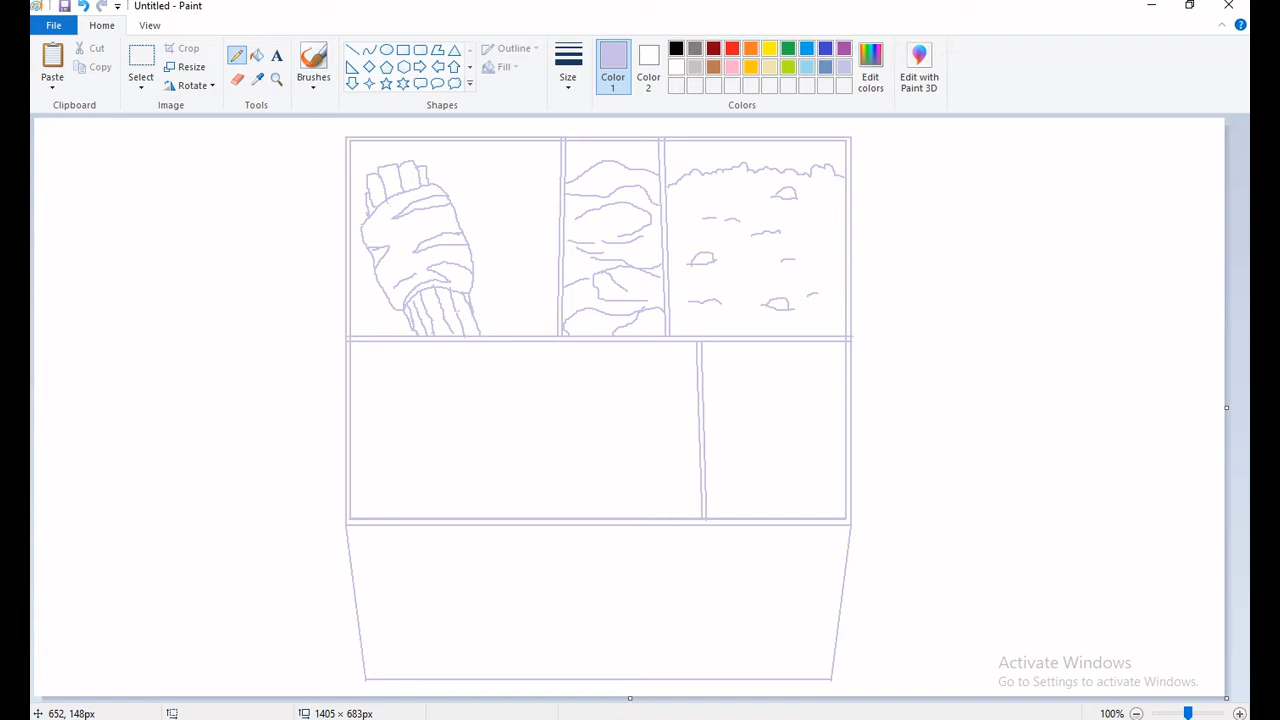 Untitled - Paint
File
Home
View
Paste
Cut
Copy
Clipboard
Select
Crop
Resize
Rotate
Image
Tools
Brushes
Shapes
Outline
Fill
Size
Color
1
Color
2
Colors
Edit
colors
Edit with
Paint 3D
Activate Windows
Go to Settings to activate Windows.
652, 148px
1405 × 683px
100%